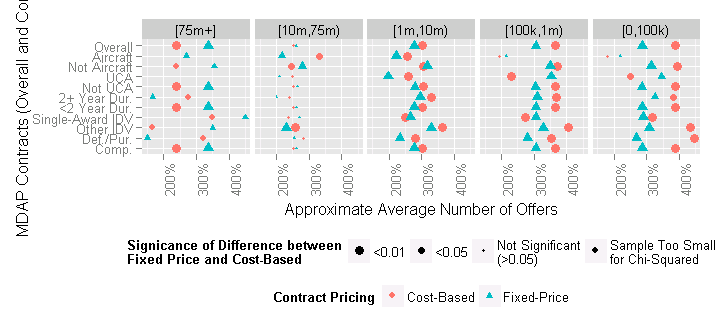 [75m+] [10m,75m) [1m,10m) [100k,1m) [0,100k)
MDAP Contracts (Overall and Co
Overall
Aircraft
Not Aircraft
UCA
Not UCA
2+ Year Dur.
<2 Year Dur.
Single-Award IDV
Other IDV
Def./Pur.
Comp.
200% 300% 400% 200% 300% 400% 200% 300% 400% 200% 300% 400% 200% 300% 400%
Approximate Average Number of Offers
Signicance of Difference between
Fixed Price and Cost-Based
<0.01
<0.05
Not Significant
(>0.05)
Sample Too Small
for Chi-Squared
Contract Pricing
Cost-Based
Fixed-Price